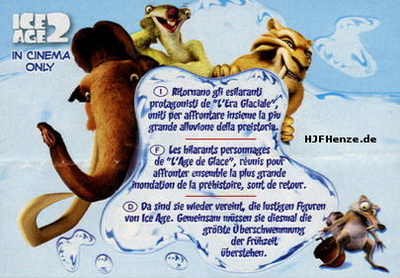 ICE
AGE 2
IN CINEMA
ONLY
I Ritornano gli esilaranti
protagonisti de "L'Era Glaciale",
uniti per affrontare insieme la piu
grande alluvione della preistoria.
HJFHenze.de
F Les hilarants personnages
de "L'Age de Glace", réunis pour
affronter ensemble la plus grande
inondation de la préhistoire, sont de retour.
D Da sind sie wieder vereint, die lustigen Figuren
von Ice Age. Gemeinsam müssen sie diesmal die
größte Überschwemmung
der Frühzeit
überstehen.